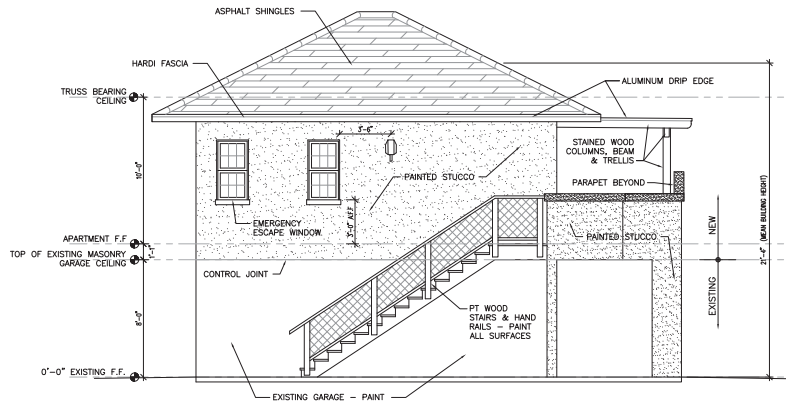 ASPHALT SHINGLES
HARDI FASCIA
ALUMINUM DRIP EDGE
TRUSS BEARING
CEILING
3'-6"
STAINED WOOD
COLUMNS, BEAM
& TRELLIS
10'-0"
PAINTED STUCCO
PARAPET BEYOND
EMERGENCY
ESCAPE WINDOW
3'-0" AFF
21'-4" (MEAN BUILDING HEIGHT)
NEW
APARTMENT F.F
PAINTED STUCCO
1'-1"
TOP OF EXISTING MASONRY
GARAGE CEILING
CONTROL JOINT
EXISTING
PT WOOD
STAIRS & HAND
RAILS – PAINT
ALL SURFACES
8'-0"
0'-0" EXISTING F.F.
EXISTING GARAGE – PAINT